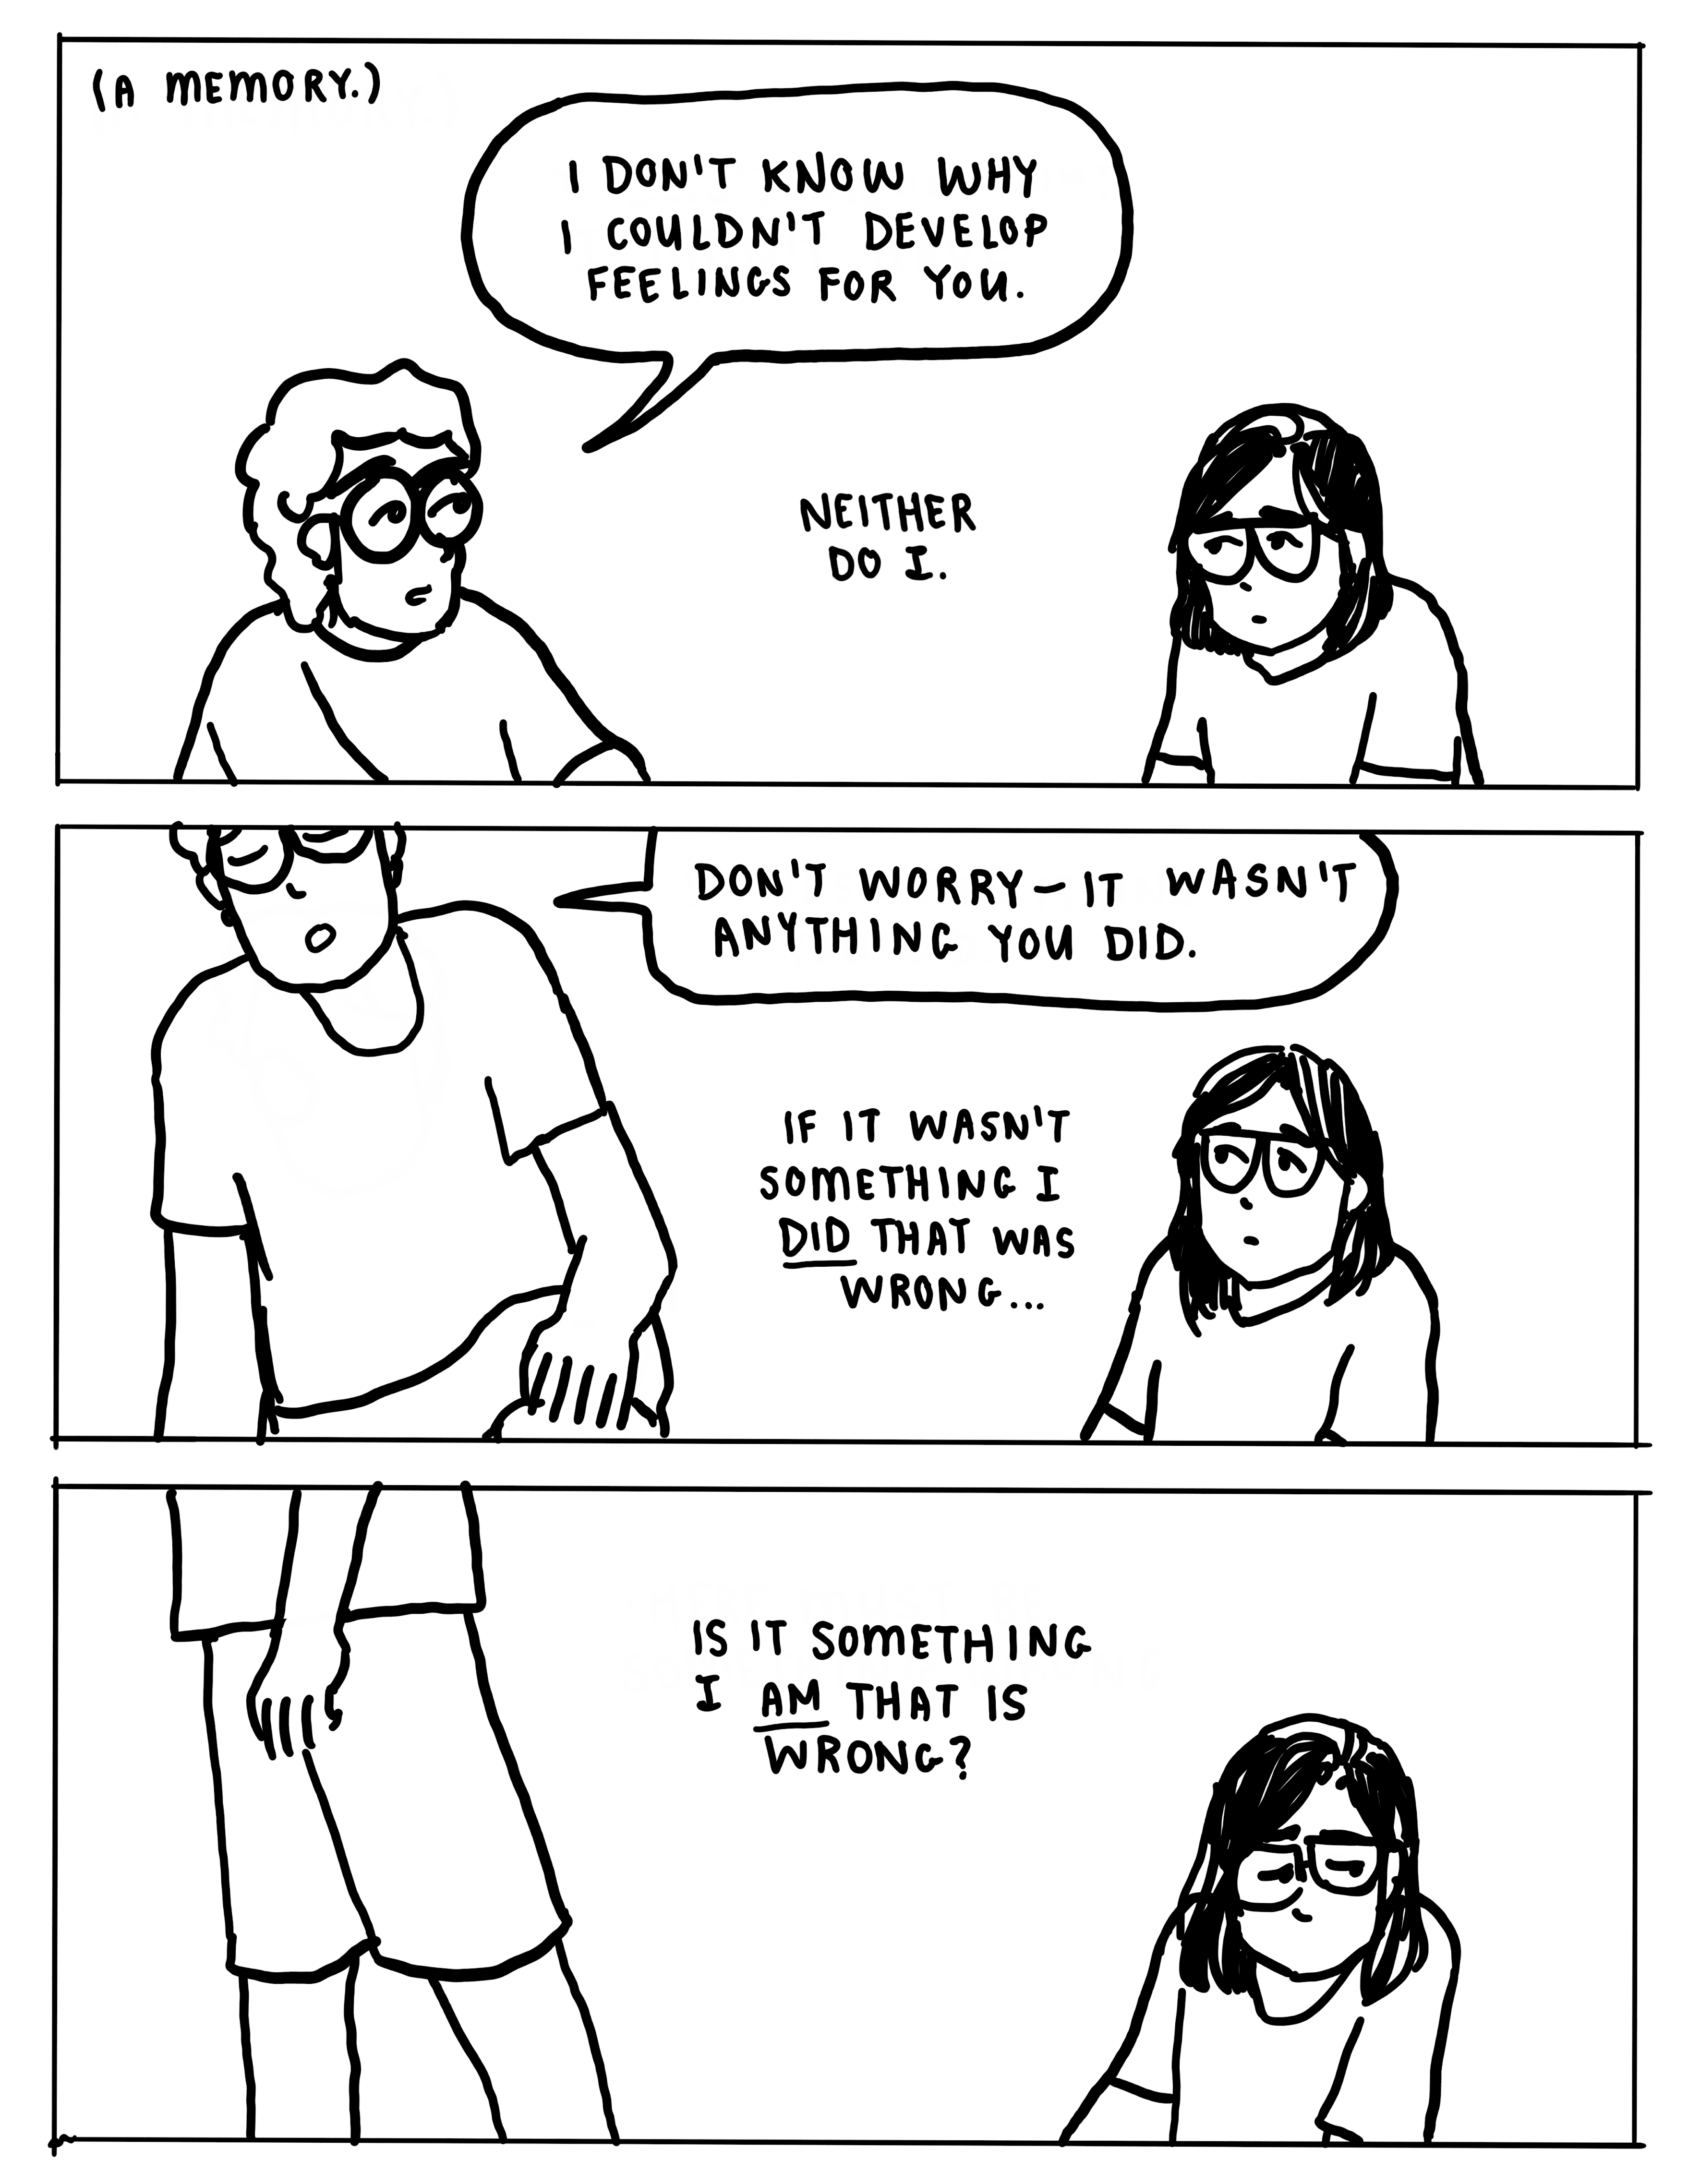 (A MEMORY.)
I DON'T KNOW WHY
I COULDN'T DEVELOP
FEELINGS FOR YOU.
NEITHER
DO I.
DON'T WORRY—IT WASN'T
ANYTHING YOU DID.
IF IT WASN'T
SOMETHING I
DID THAT WAS
WRONG...
IS IT SOMETHING
I AM THAT IS
WRONG?